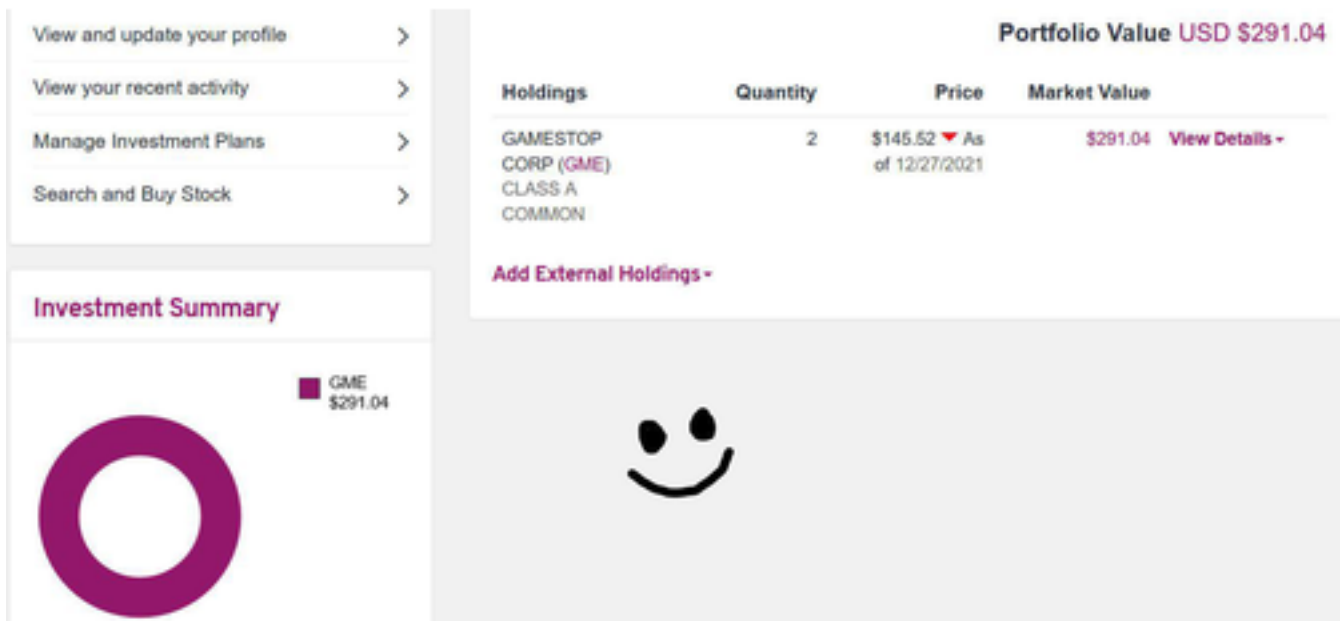 View and update your profile
View your recent activity
Manage Investment Plans
Search and Buy Stock
Investment Summary
GME
$291.04
Portfolio Value USD $291.04
Holdings Quantity Price Market Value
GAMESTOP 2 $145.52 As $291.04 View Details
CORP (GME) of 12/27/2021
CLASS A
COMMON
Add External Holdings